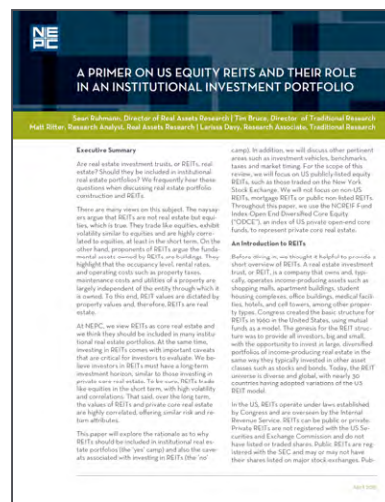 NE
PC
A PRIMER ON US EQUITY REITS AND THEIR ROLE
IN AN INSTITUTIONAL INVESTMENT PORTFOLIO
Sean Ruhmann, Director of Real Assets Research | Tim Bruce, Director of Traditional Research
Matt Ritter, Research Analyst, Real Assets Research | Larissa Davy, Research Associate, Traditional Research
Executive Summary
Are real estate investment trusts, or REITs, real
estate? Should they be included in institutional
real estate portfolios? We frequently hear these
questions when discussing real estate portfolio
construction and REITs.
There are many views on this subject. The naysay-
ers argue that REITs are not real estate but equi-
ties, which is true. They trade like equities, exhibit
volatility similar to equities and are highly corre-
lated to equities, at least in the short term. On the
other hand, proponents of REITs argue the funda-
mental assets owned by REITs are buildings. They
highlight that the occupancy level, rental rates,
and operating costs such as property taxes,
maintenance costs and utilities of a property are
largely independent of the entity through which it
is owned. To this end, REIT values are dictated by
property values and, therefore, REITs are real
estate.
At NEPC, we view REITs as core real estate and
we think they should be included in many institu-
tional real estate portfolios. At the same time,
investing in REITs comes with important caveats
that are critical for investors to evaluate. We be-
lieve investors in REITs must have a long-term
investment horizon, similar to those investing in
private core real estate. To be sure, REITs trade
like equities in the short term, with high volatility
and correlations. That said, over the long term,
the values of REITs and private core real estate
are highly correlated, offering similar risk and re-
turn attributes.
This paper will explore the rationale as to why
REITs should be included in institutional real es-
tate portfolios (the 'yes' camp) and also the cave-
ats associated with investing in REITs (the 'no'
camp). In addition, we will discuss other pertinent
areas such as investment vehicles, benchmarks,
taxes and market timing. For the scope of this
review, we will focus on US publicly listed equity
REITs, such as those traded on the New York
Stock Exchange. We will not focus on non-US
REITs, mortgage REITs or public non-listed REITs.
Throughout this paper, we use the NCREIF Fund
Index-Open End Diversified Core Equity
("ODCE"), an index of US private open-end core
funds, to represent private core real estate.
An Introduction to REITs
Before diving in, we thought it helpful to provide a
short overview of REITs. A real estate investment
trust, or REIT, is a company that owns and, typi-
cally, operates income-producing assets such as
shopping malls, apartment buildings, student
housing complexes, office buildings, medical facili-
ties, hotels, and cell towers, among other proper-
ty types. Congress created the basic structure for
REITs in 1960 in the United States, using mutual
funds as a model. The genesis for the REIT struc-
ture was to provide all investors, big and small,
with the opportunity to invest in large, diversified
portfolios of income-producing real estate in the
same way they typically invested in other asset
classes such as stocks and bonds. Today, the REIT
universe is diverse and global, with nearly 30
countries having adopted variations of the US
REIT model.
In the US, REITs operate under laws established
by Congress and are overseen by the Internal
Revenue Service. REITs can be public or private.
Private REITs are not registered with the US Se-
curities and Exchange Commission and do not
have listed or traded shares. Public REITs are reg-
istered with the SEC and may or may not have
their shares listed on major stock exchanges. Pub-